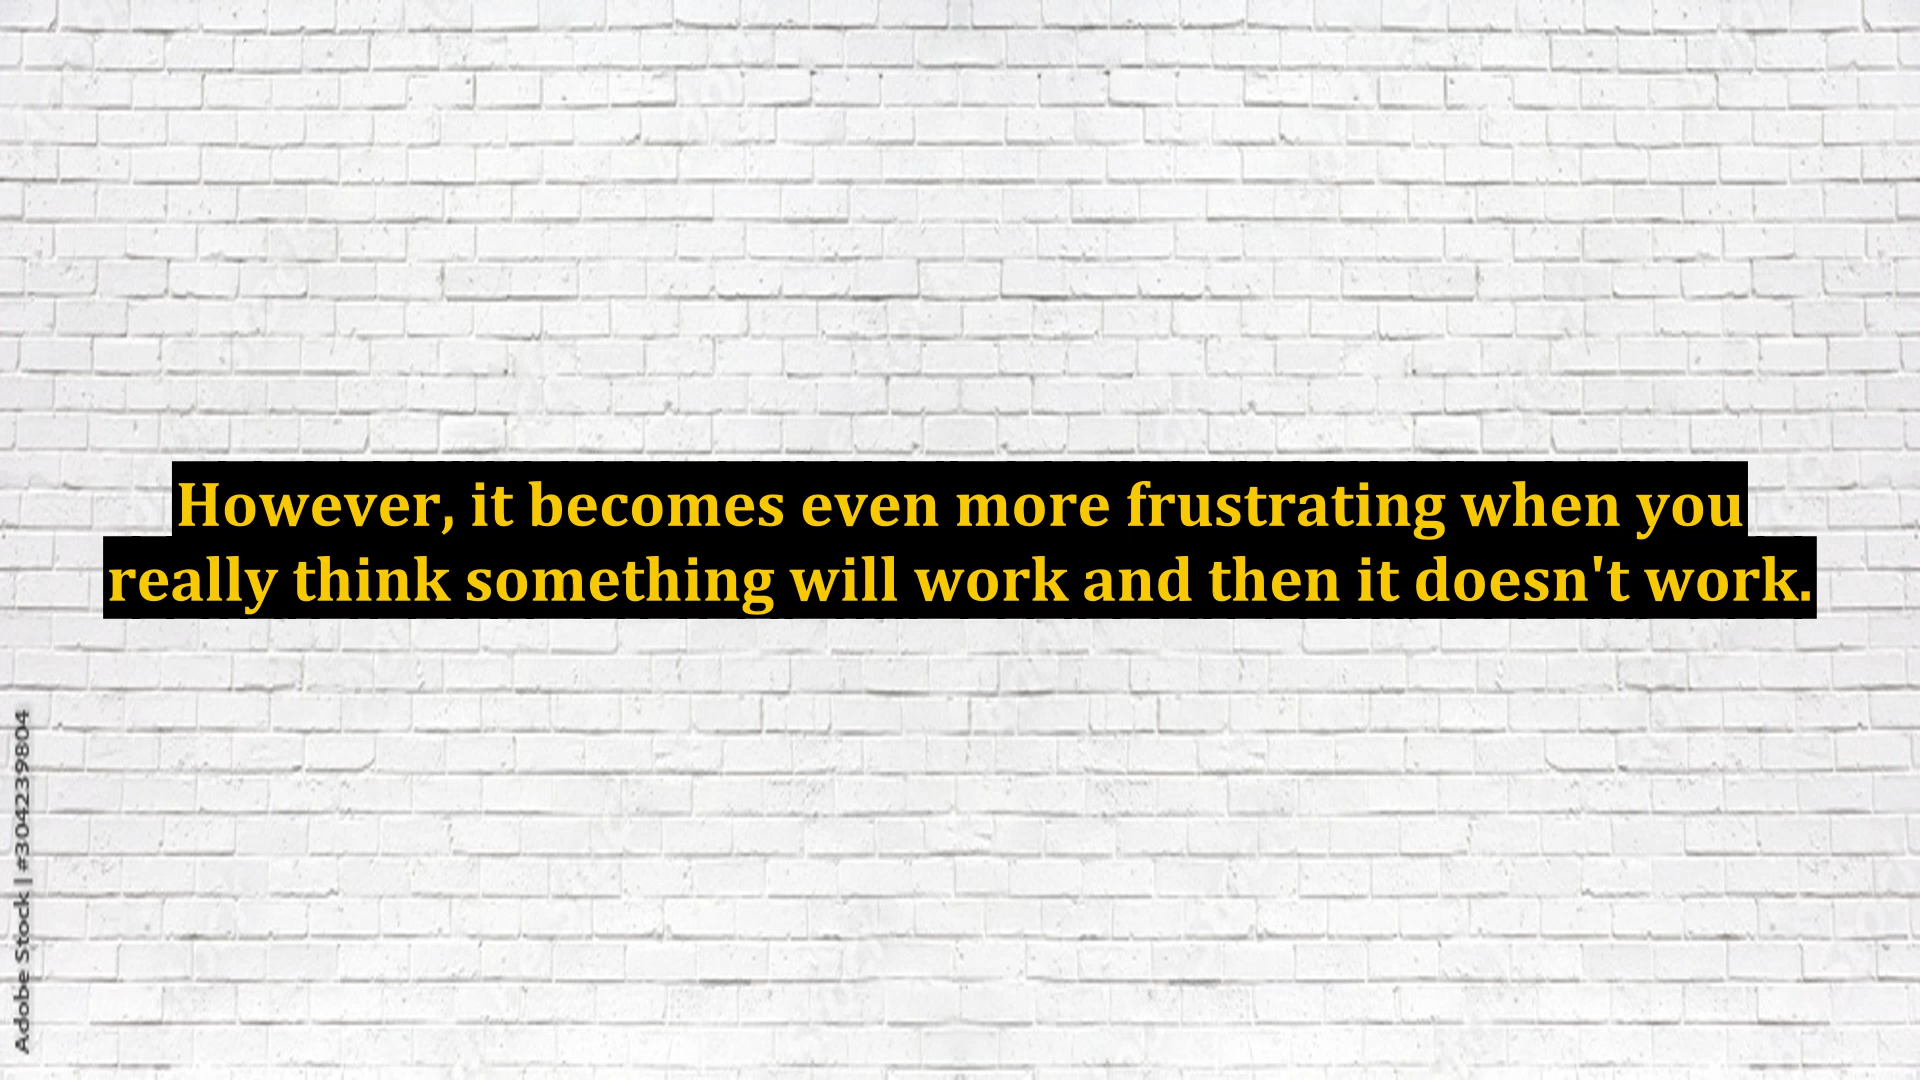 However, it becomes even more frustrating when you
really think something will work and then it doesn't work.
Adobe Stock | #304239804